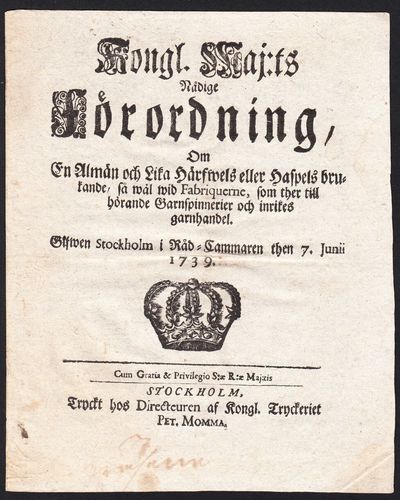 Kongl. Maj:ts
Nådige
Förordning,
Om
En Almän och Lika Härfwels eller Haspels bru-
kande, så wäl wid Fabriquerne, som ther till
hörande Garnspinnerier och inrikes
garnhandel.
Gifwen Stockholm i Råd-Cammaren then 7. Junii
1739.
Cum Gratia & Privilegio S:æ R:æ Maj:tis
STOCKHOLM,
Tryckt hos Directeuren af Kongl. Tryckeriet
PET. MOMMA.